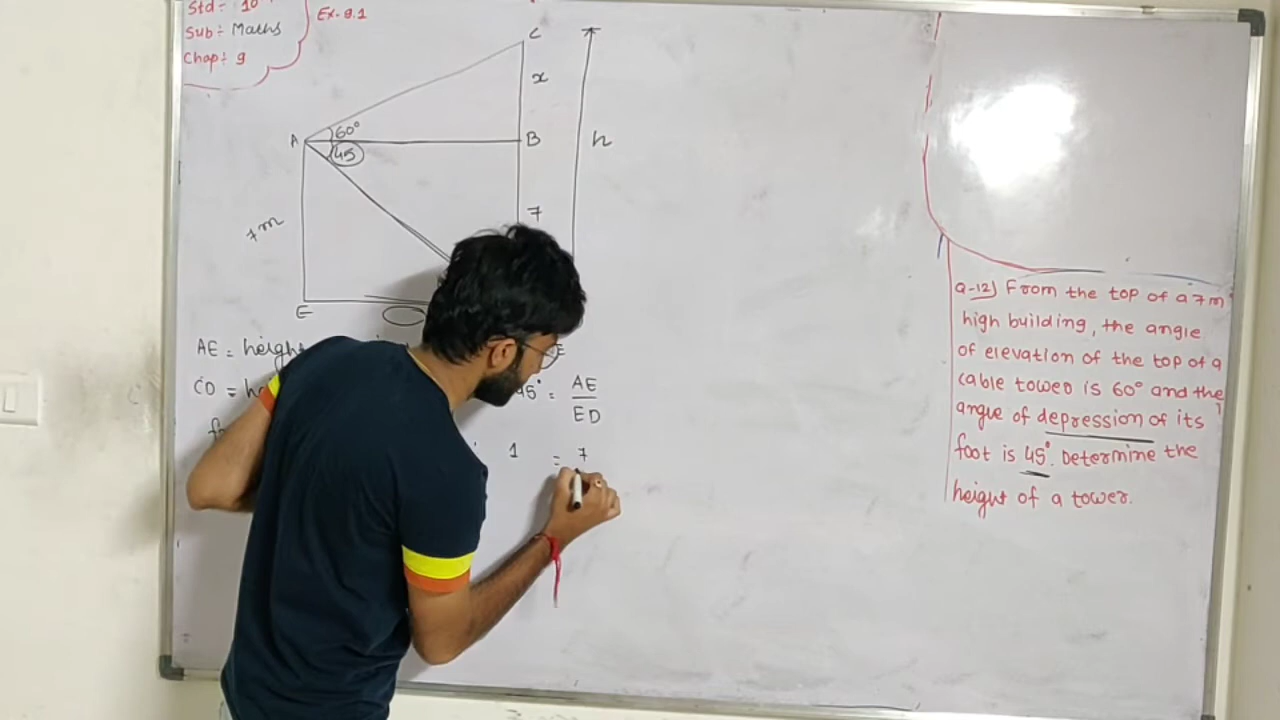 Std: 10
Sub: Maths
Chap: 9
Ex-9.1
C
x
60°
A
B
h
45
7
7 m
E
AE = height
E
CD =
45° = AE
ED
1 = 7
Q-12) From the top of a 7m
high building, the angle
of elevation of the top of a
cable tower is 60° and the
angle of depression of its
foot is 45°. Determine the
height of a tower.